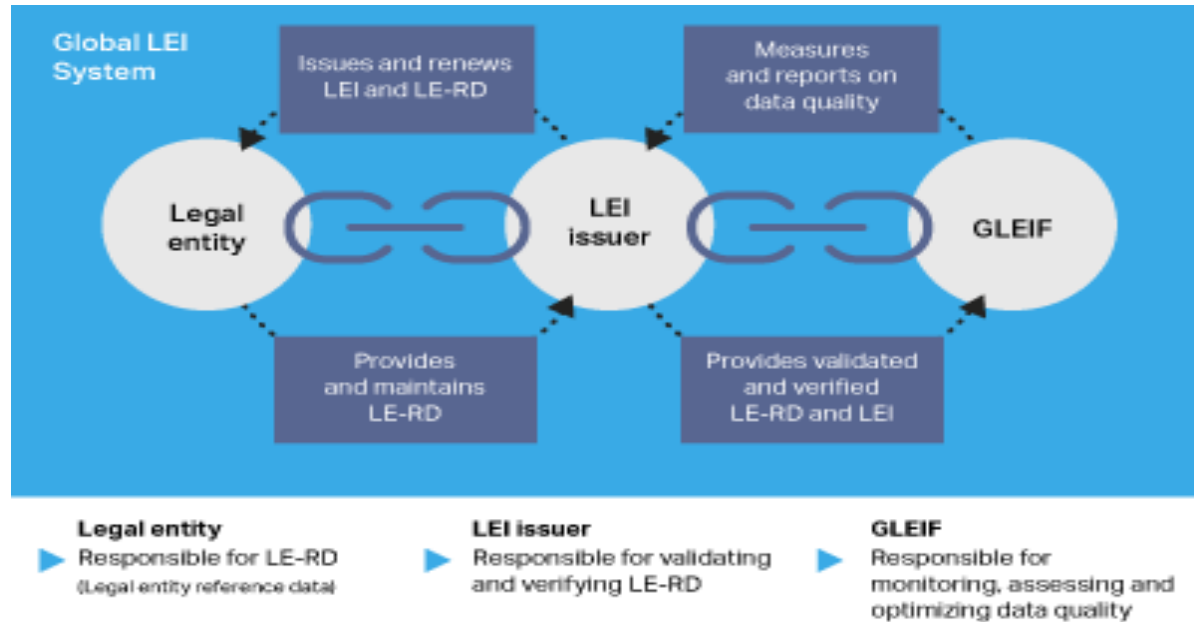 Global LEI
System
Issues and renews
LEI and LE-RD
Measures
and reports on
data quality
Legal
entity
LEI
issuer
GLEIF
Provides
and maintains
LE-RD
Provides validated
and verified
LE-RD and LEI
Legal entity
Responsible for LE-RD
(Legal entity reference data)
LEI issuer
Responsible for validating
and verifying LE-RD
GLEIF
Responsible for
monitoring, assessing and
optimizing data quality